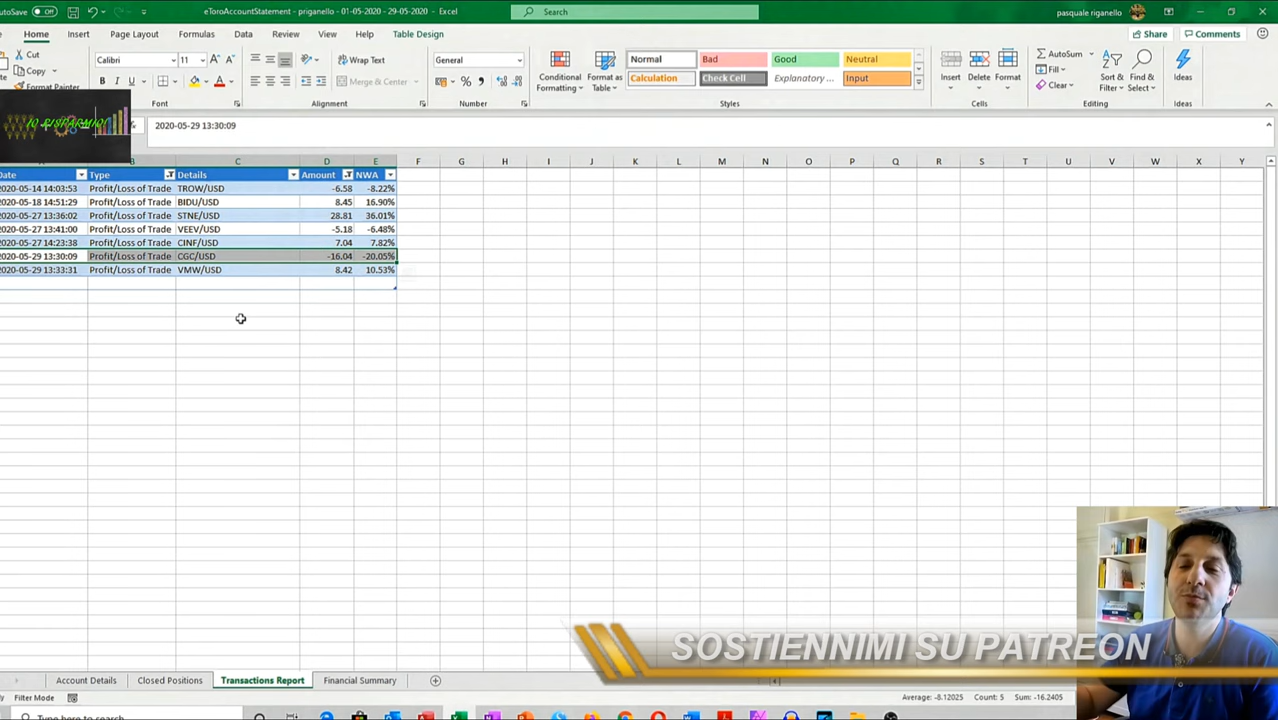 AutoSave Off eToroAccountStatement - priganello - 01-05-2020 - 29-05-2020 - Excel Search pasquale riganello
Home Insert Page Layout Formulas Data Review View Help Table Design Share Comments
Cut
Copy
Format Painter
Calibri 11
Wrap Text
Merge & Center
General
Conditional Formatting
Format as Table
Normal Bad Good Neutral
Calculation Check Cell Explanatory ... Input
Insert Delete Format
AutoSum
Fill
Clear
Sort & Filter
Find & Select
Ideas
Font Alignment Number Styles Cells Editing Ideas
IO RISPARMIO!
2020-05-29 13:30:09
A B C D E F G H I J K L M N O P Q R S T U V W X Y
Date Type Details Amount NWA
2020-05-14 14:03:53 Profit/Loss of Trade TROW/USD -6.58 -8.22%
2020-05-18 14:51:29 Profit/Loss of Trade BIDU/USD 8.45 16.90%
2020-05-27 13:36:02 Profit/Loss of Trade STNE/USD 28.81 36.01%
2020-05-27 13:41:00 Profit/Loss of Trade VEEV/USD -5.18 -6.48%
2020-05-27 14:23:38 Profit/Loss of Trade CINF/USD 7.04 7.82%
2020-05-29 13:30:09 Profit/Loss of Trade CGC/USD -16.04 -20.05%
2020-05-29 13:33:31 Profit/Loss of Trade VMW/USD 8.42 10.53%
SOSTIENNIMI SU PATREON
Account Details Closed Positions Transactions Report Financial Summary
Filter Mode Average: -8.12025 Count: 5 Sum: -16.2405
Type here to search